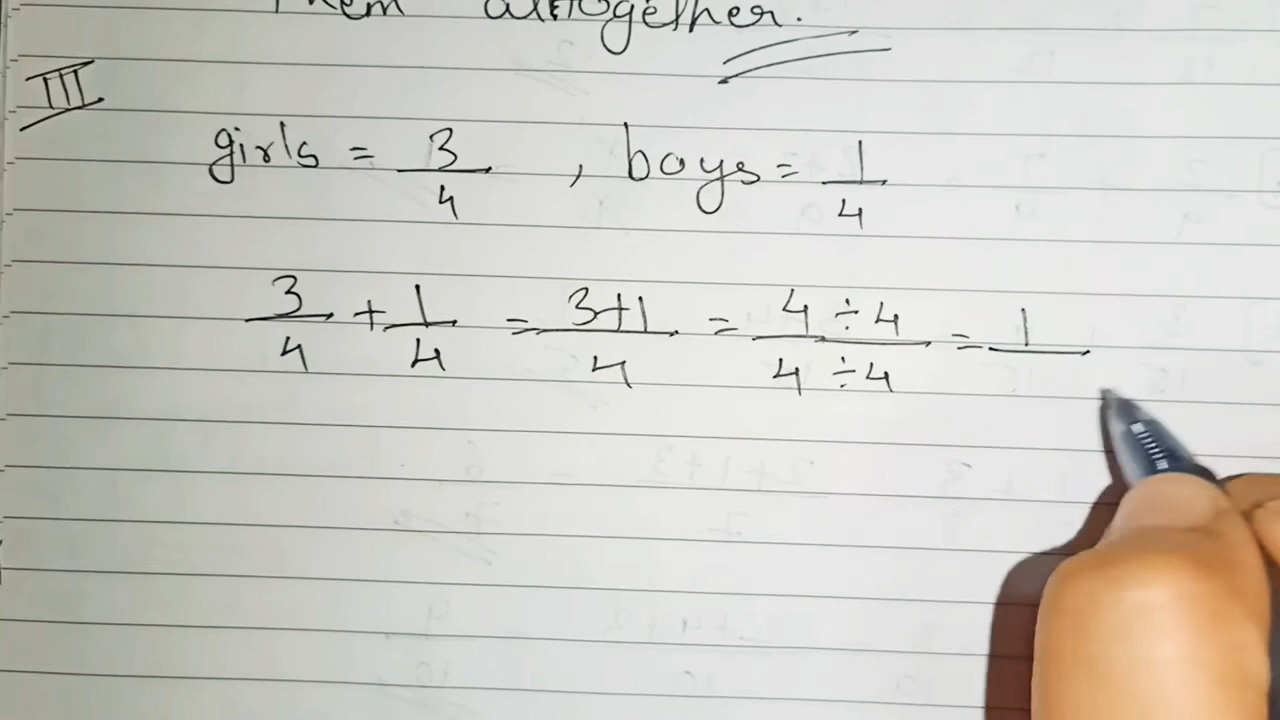 Them altogether.
III
girls = 3/4 , boys = 1/4
3/4 + 1/4 = 3+1/4 = 4÷4/4÷4 = 1/